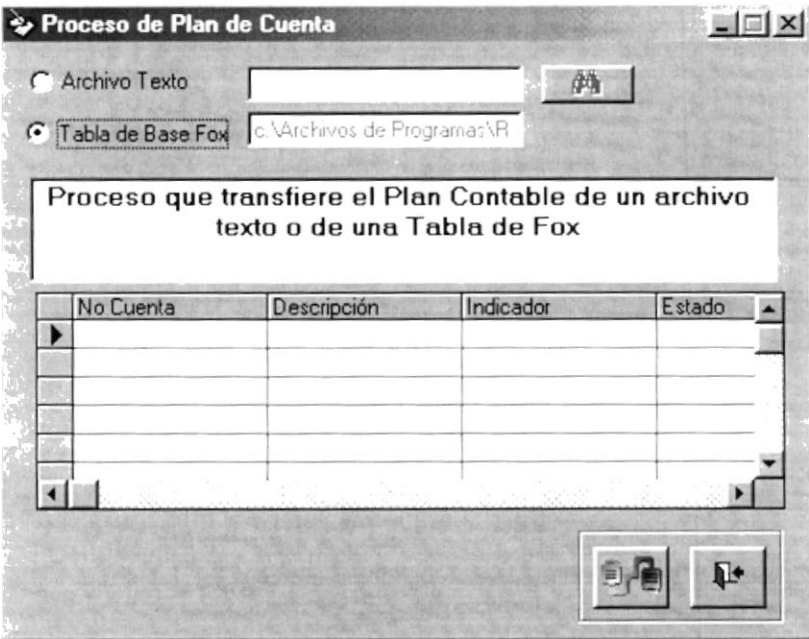 Proceso de Plan de Cuenta
Archivo Texto
Tabla de Base Fox c:\Archivos de Programas\R
Proceso que transfiere el Plan Contable de un archivo
texto o de una Tabla de Fox
No Cuenta Descripción Indicador Estado